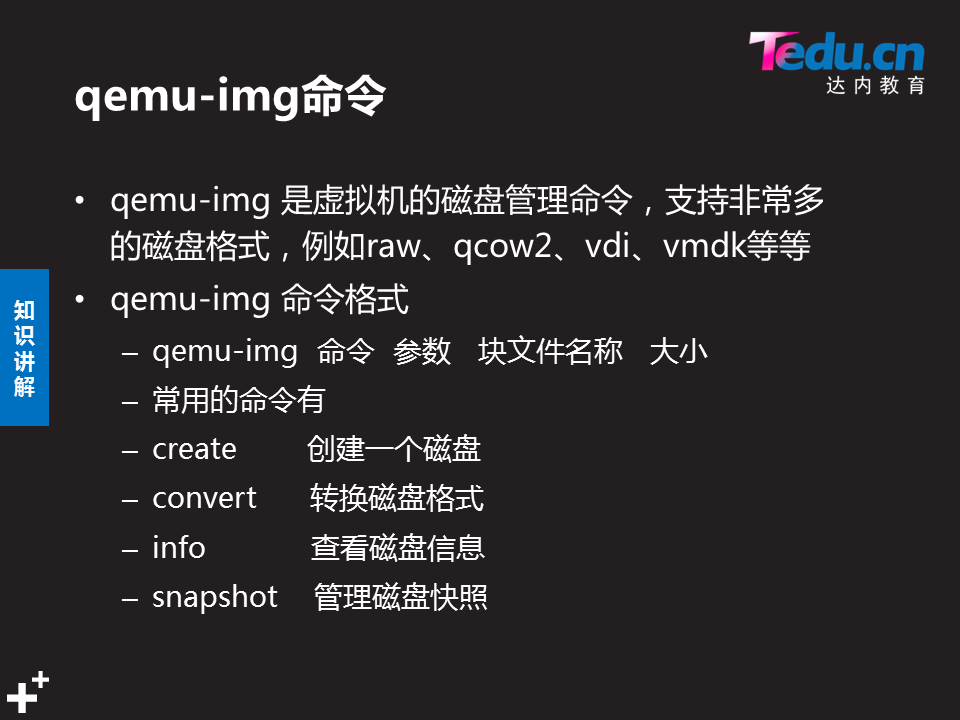 Tedu.cn
达内教育
qemu-img命令
• qemu-img 是虚拟机的磁盘管理命令，支持非常多
的磁盘格式，例如raw、qcow2、vdi、vmdk等等
• qemu-img 命令格式
– qemu-img 命令 参数 块文件名称 大小
– 常用的命令有
– create 创建一个磁盘
– convert 转换磁盘格式
– info 查看磁盘信息
– snapshot 管理磁盘快照
知识讲解